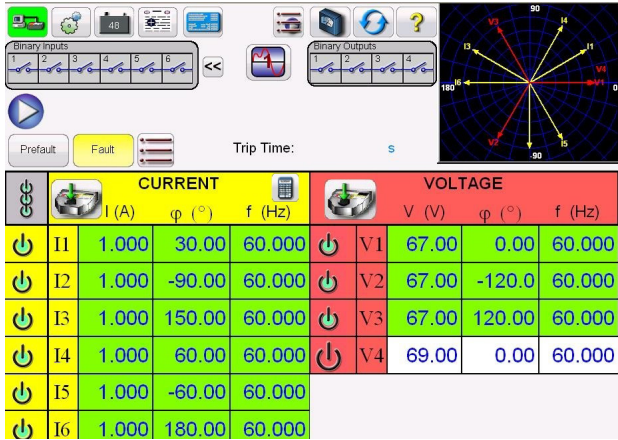 48
?
Binary Inputs
1 2 3 4 5 6
<<
Binary Outputs
1 2 3 4
90
V3
I4
I3
I1
V4
180
I6
V1
0
V2
I5
-90
Prefault
Fault
Trip Time: s
CURRENT
VOLTAGE
I (A) φ (°) f (Hz)
V (V) φ (°) f (Hz)
I1 1.000 30.00 60.000 V1 67.00 0.00 60.000
I2 1.000 -90.00 60.000 V2 67.00 -120.0 60.000
I3 1.000 150.00 60.000 V3 67.00 120.00 60.000
I4 1.000 60.00 60.000 V4 69.00 0.00 60.000
I5 1.000 -60.00 60.000
I6 1.000 180.00 60.000